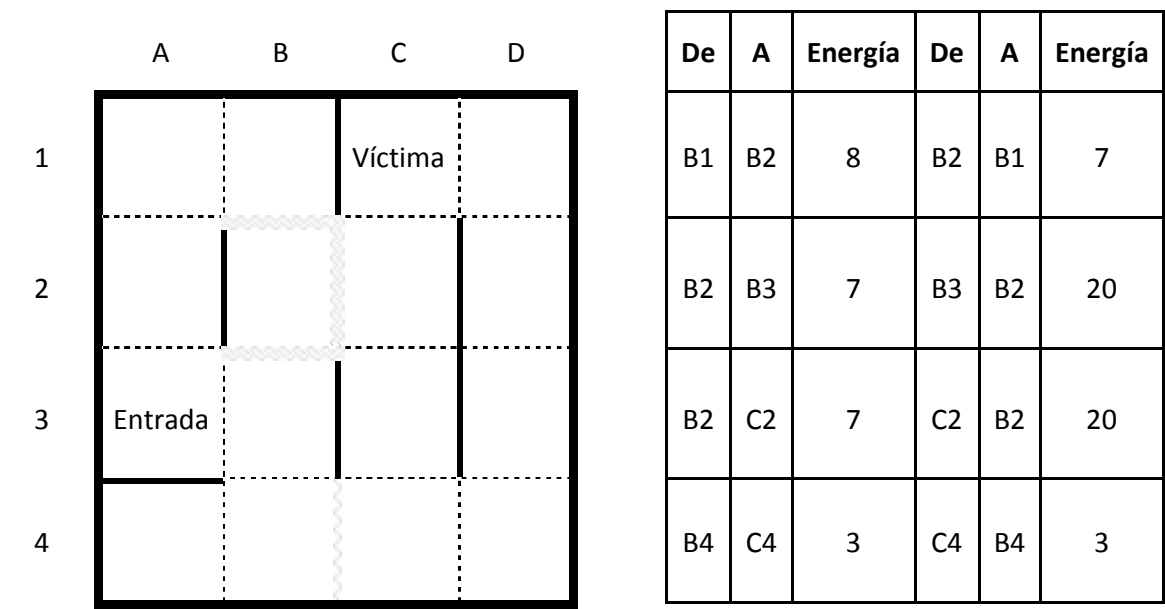 A B C D
1 Víctima
2
3 Entrada
4
De A Energía De A Energía
B1 B2 8 B2 B1 7
B2 B3 7 B3 B2 20
B2 C2 7 C2 B2 20
B4 C4 3 C4 B4 3